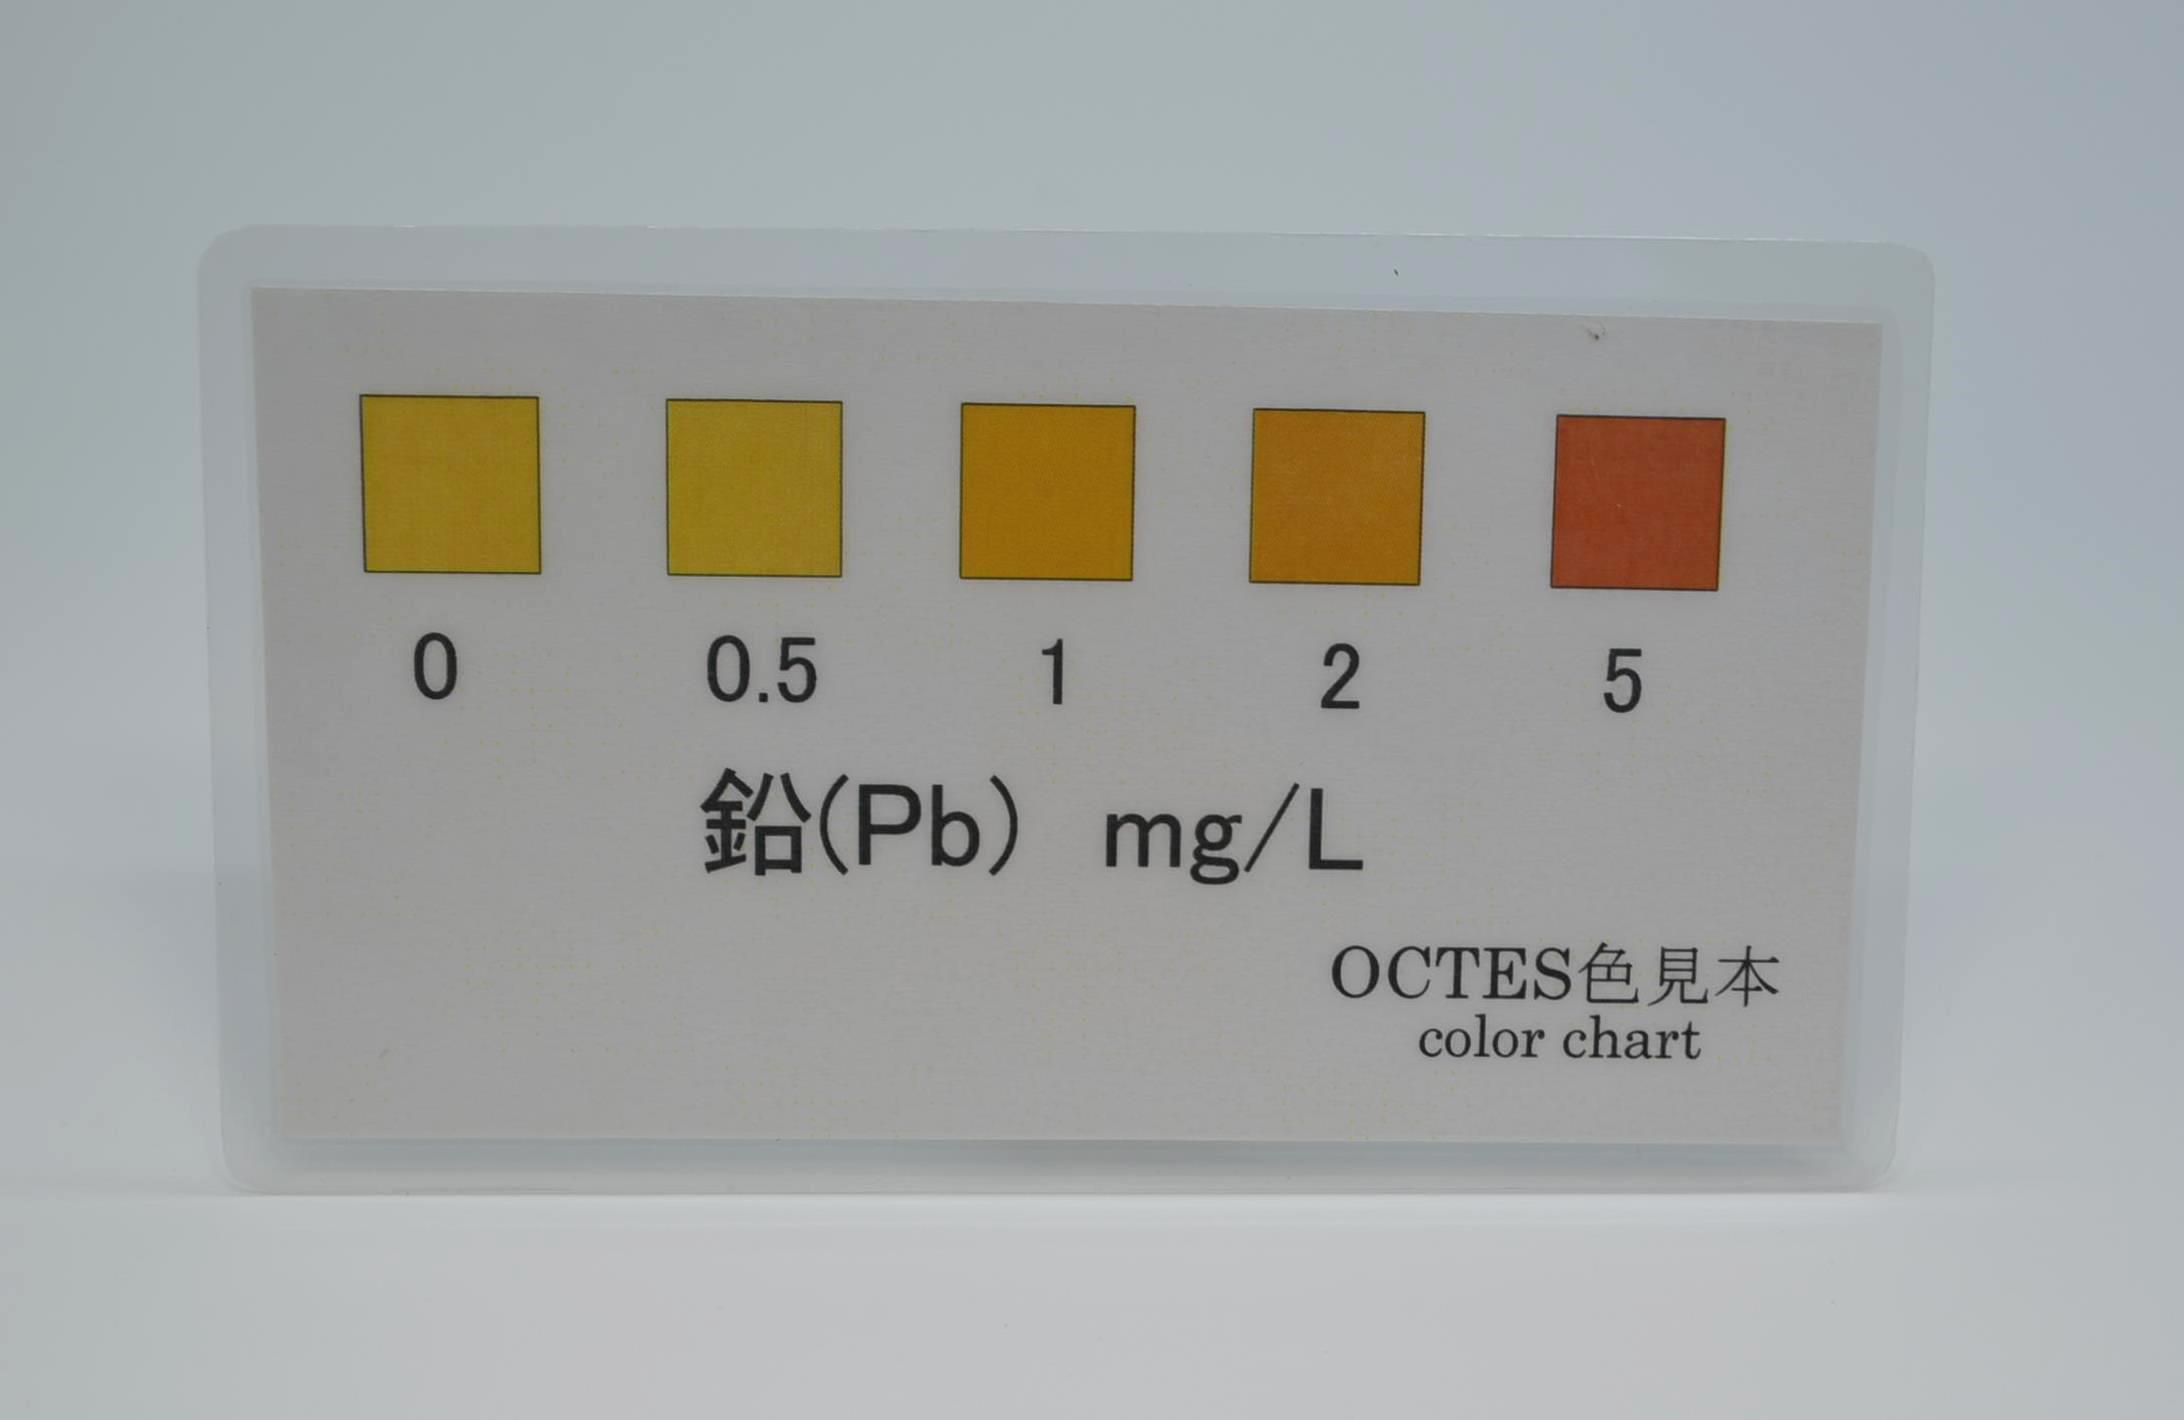 0 0.5 1 2 5
鉛(Pb) mg/L
OCTES色見本
color chart